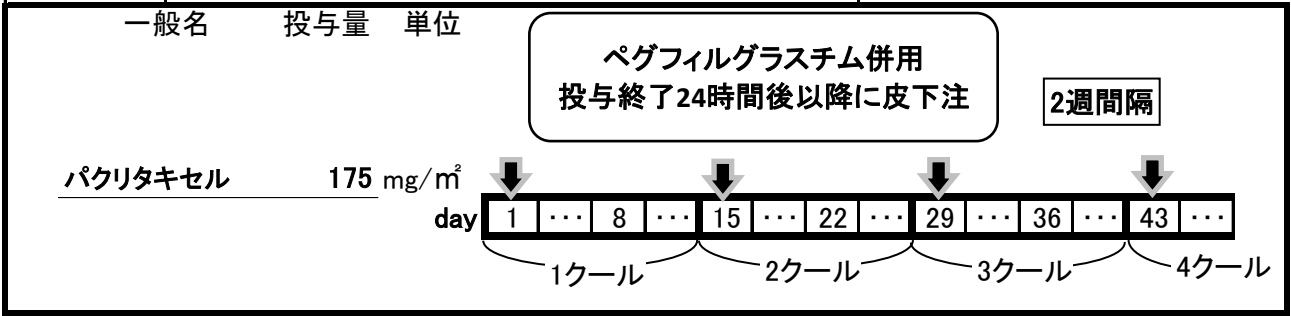 一般名 投与量 単位
ペグフィルグラスチム併用
投与終了24時間後以降に皮下注
2週間隔
パクリタキセル 175 mg/㎡
day 1 ・・・ 8 ・・・ 15 ・・・ 22 ・・・ 29 ・・・ 36 ・・・ 43 ・・・
1クール 2クール 3クール 4クール